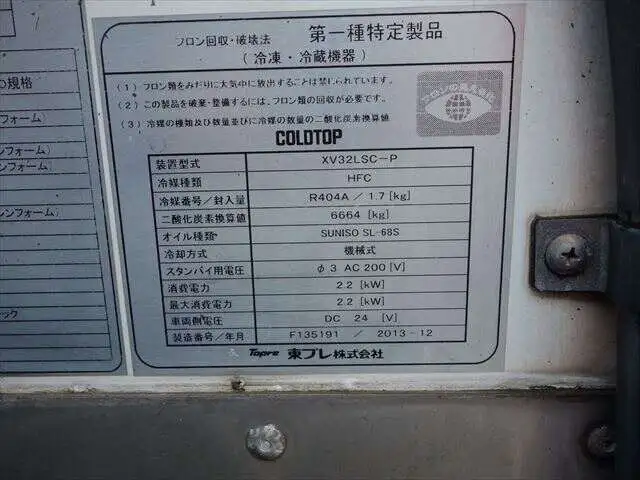 の規格
フォーム)
ンフォーム)
ンフォーム)
ック
フロン回収・破壊法 第一種特定製品
(冷凍・冷蔵機器)
(1) フロン類をみだりに大気中に放出することは禁じられています。
(2) この製品を廃棄・整備するには、フロン類の回収が必要です。
(3) 冷媒の種類及び数量並びに冷媒の数量の二酸化炭素換算値
COLDTOP
装置型式 XV32LSC-P
冷媒種類 HFC
冷媒番号/封入量 R404A / 1.7 [kg]
二酸化炭素換算値 6664 [kg]
オイル種類 SUNISO SL-68S
冷却方式 機械式
スタンバイ用電圧 φ3 AC 200 [V]
消費電力 2.2 [kW]
最大消費電力 2.2 [kW]
車両側電圧 DC 24 [V]
製造番号/年月 F135191 / 2013-12
Topre 東プレ株式会社